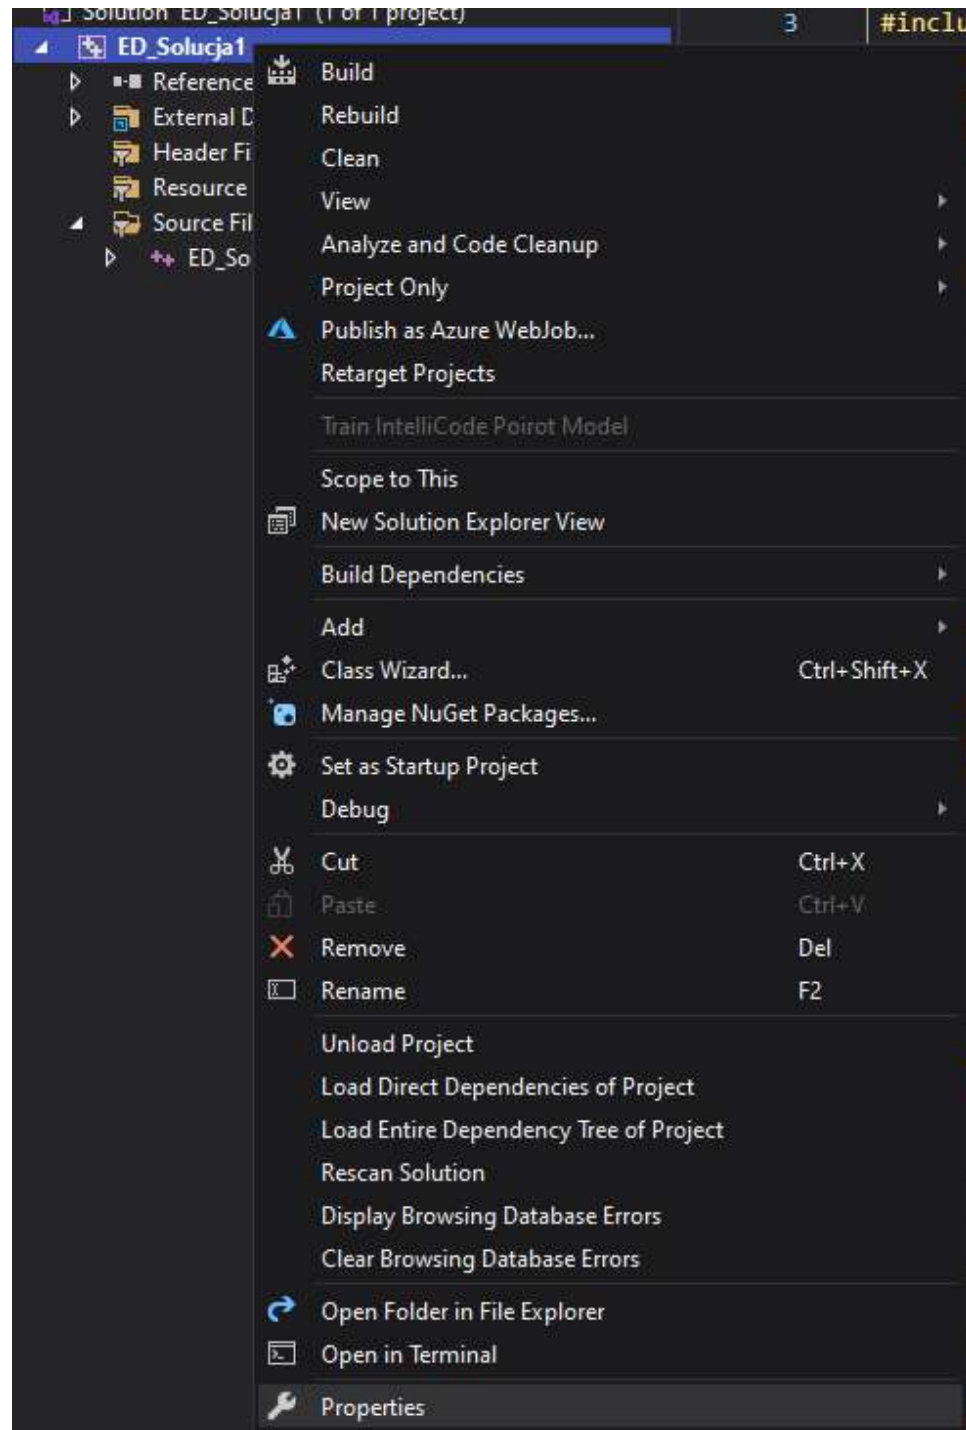 Solution 'ED_Solucja1' (1 of 1 project)
3 #inclu
ED_Solucja1
Reference
External D
Header Fi
Resource
Source Fil
ED_So
Build
Rebuild
Clean
View
Analyze and Code Cleanup
Project Only
Publish as Azure WebJob...
Retarget Projects
Train IntelliCode Poirot Model
Scope to This
New Solution Explorer View
Build Dependencies
Add
Class Wizard... Ctrl+Shift+X
Manage NuGet Packages...
Set as Startup Project
Debug
Cut Ctrl+X
Paste Ctrl+V
Remove Del
Rename F2
Unload Project
Load Direct Dependencies of Project
Load Entire Dependency Tree of Project
Rescan Solution
Display Browsing Database Errors
Clear Browsing Database Errors
Open Folder in File Explorer
Open in Terminal
Properties